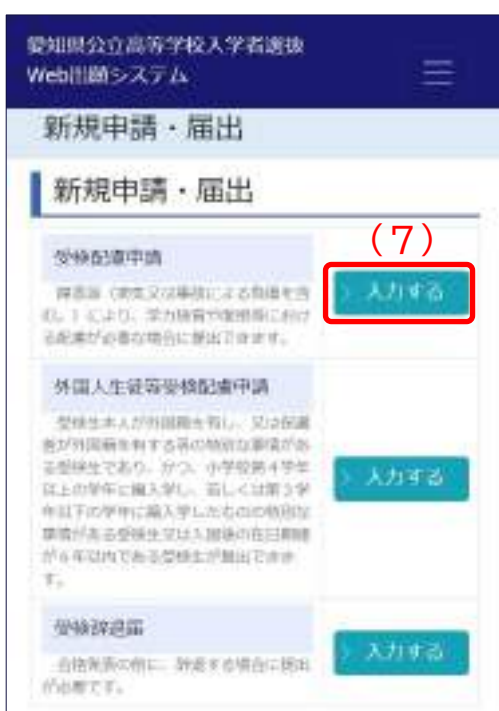 愛知県公立高等学校入学者選抜
Web出願システム
新規申請・届出
新規申請・届出
(7)
受検配慮申請
入力する
障害等（病気又は事故による負傷を含
む。）により、学力検査や面接等におけ
る配慮が必要な場合に提出できます。
外国人生徒等受検配慮申請
受検生本人が外国籍を有し、又は保護
者が外国籍を有する等の特別な事情があ
る受検生であり、かつ、小学校第4学年
以上の学年に編入学し、若しくは第3学
年以下の学年に編入学したものの特別な
事情がある受検生又は入国後の在日期間
が6年以内である受検生が提出できま
す。
入力する
受検辞退届
合格発表の前に、辞退する場合に提出
が必要です。
入力する